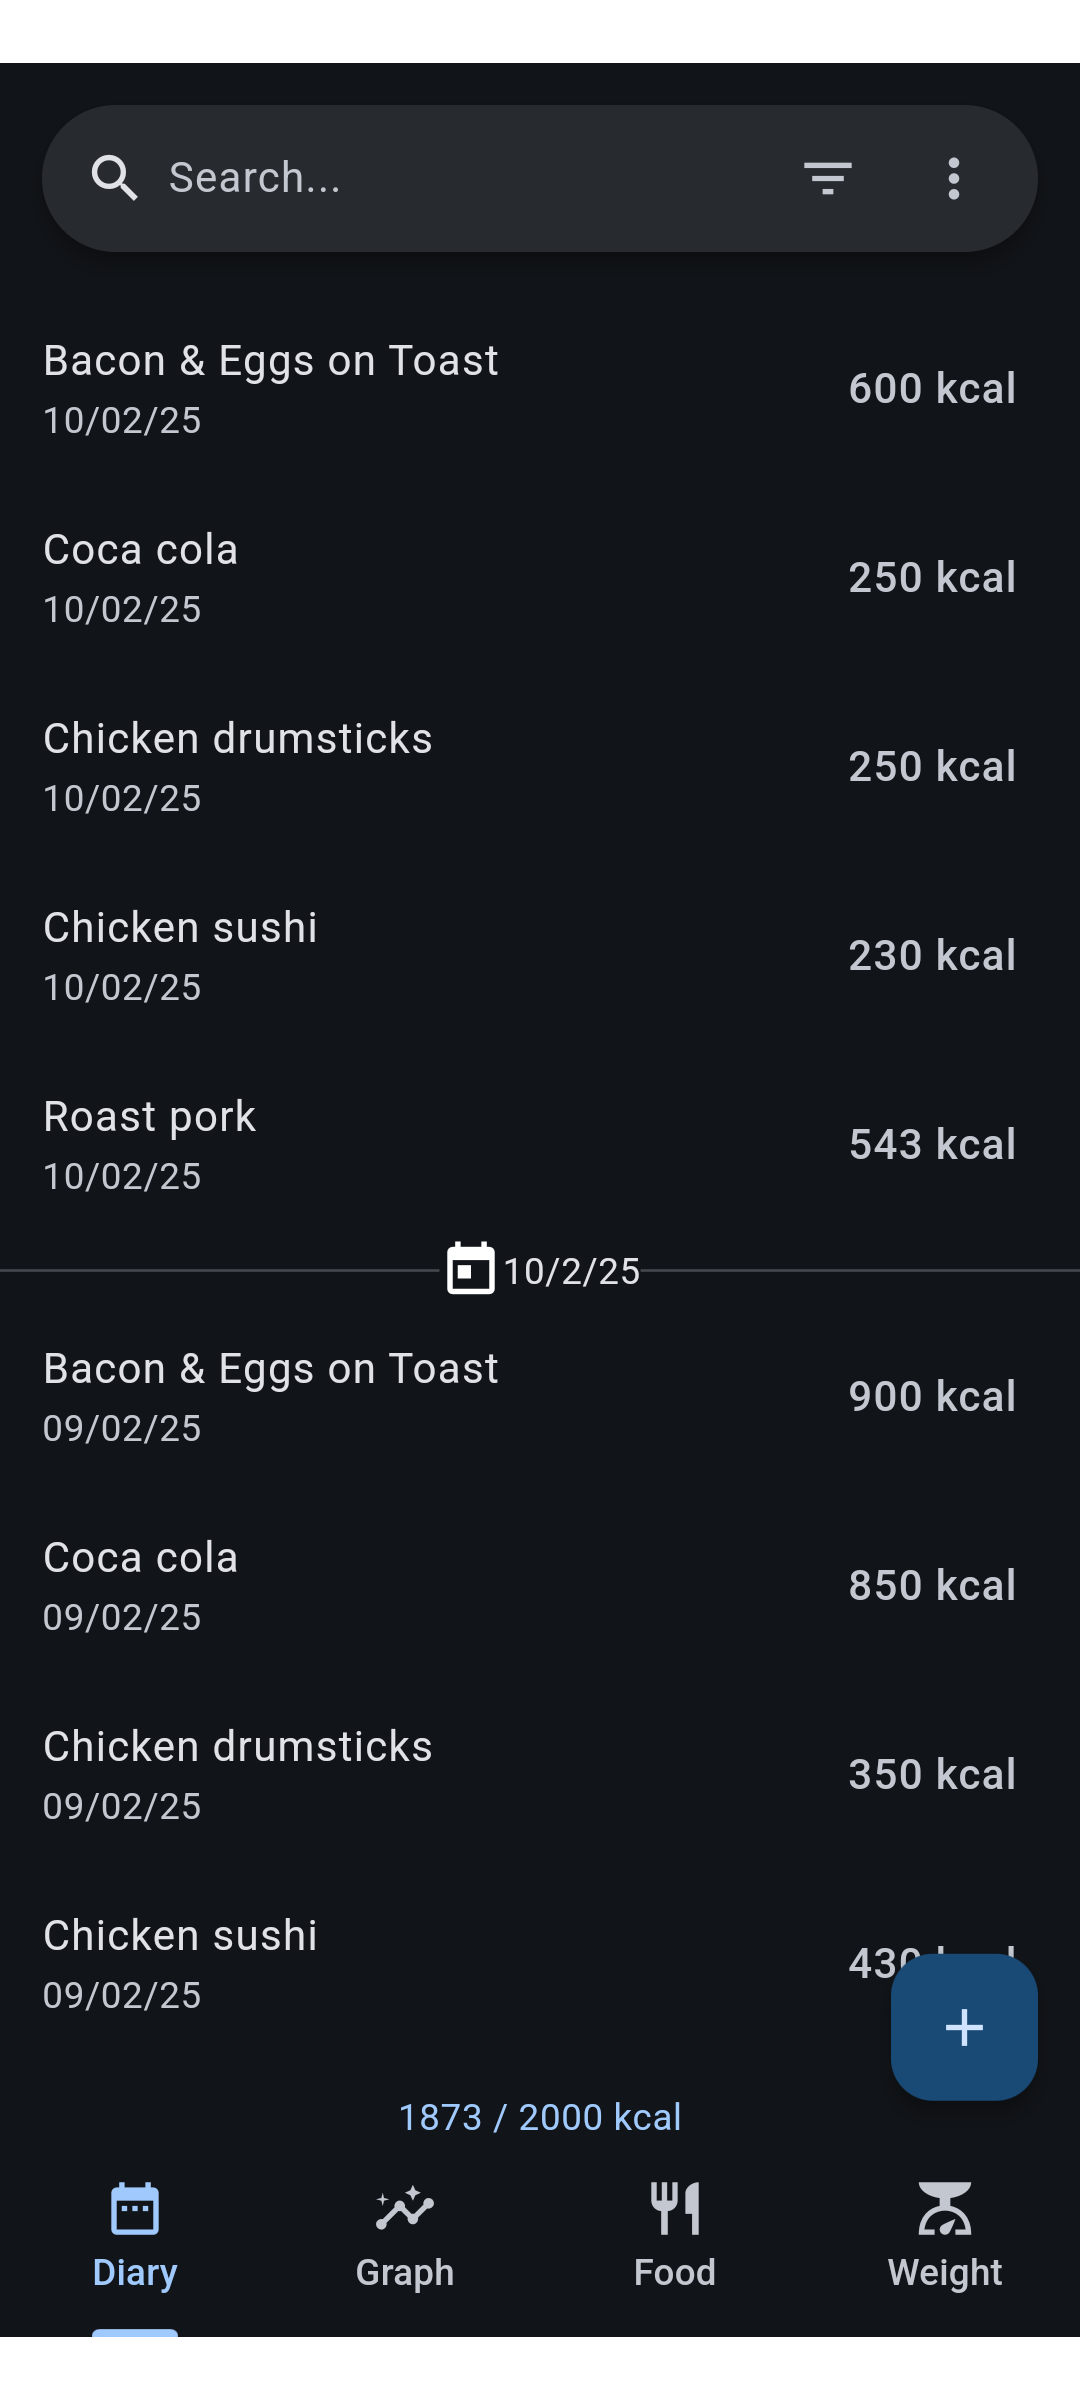 Search...
Bacon & Eggs on Toast
10/02/25
600 kcal
Coca cola
10/02/25
250 kcal
Chicken drumsticks
10/02/25
250 kcal
Chicken sushi
10/02/25
230 kcal
Roast pork
10/02/25
543 kcal
10/2/25
Bacon & Eggs on Toast
09/02/25
900 kcal
Coca cola
09/02/25
850 kcal
Chicken drumsticks
09/02/25
350 kcal
Chicken sushi
09/02/25
430
1873 / 2000 kcal
Diary
Graph
Food
Weight